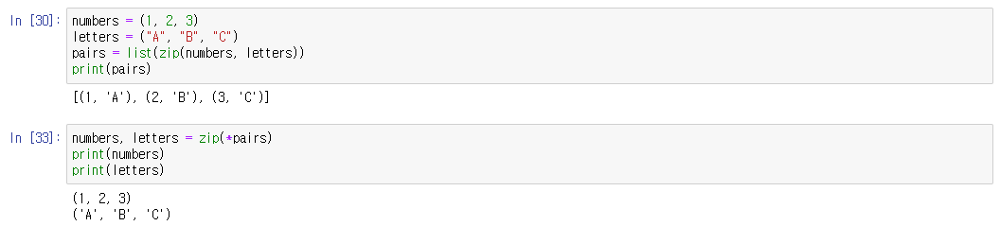 In [30]: numbers = (1, 2, 3)
letters = ("A", "B", "C")
pairs = list(zip(numbers, letters))
print(pairs)
[(1, 'A'), (2, 'B'), (3, 'C')]
In [33]: numbers, letters = zip(*pairs)
print(numbers)
print(letters)
(1, 2, 3)
('A', 'B', 'C')